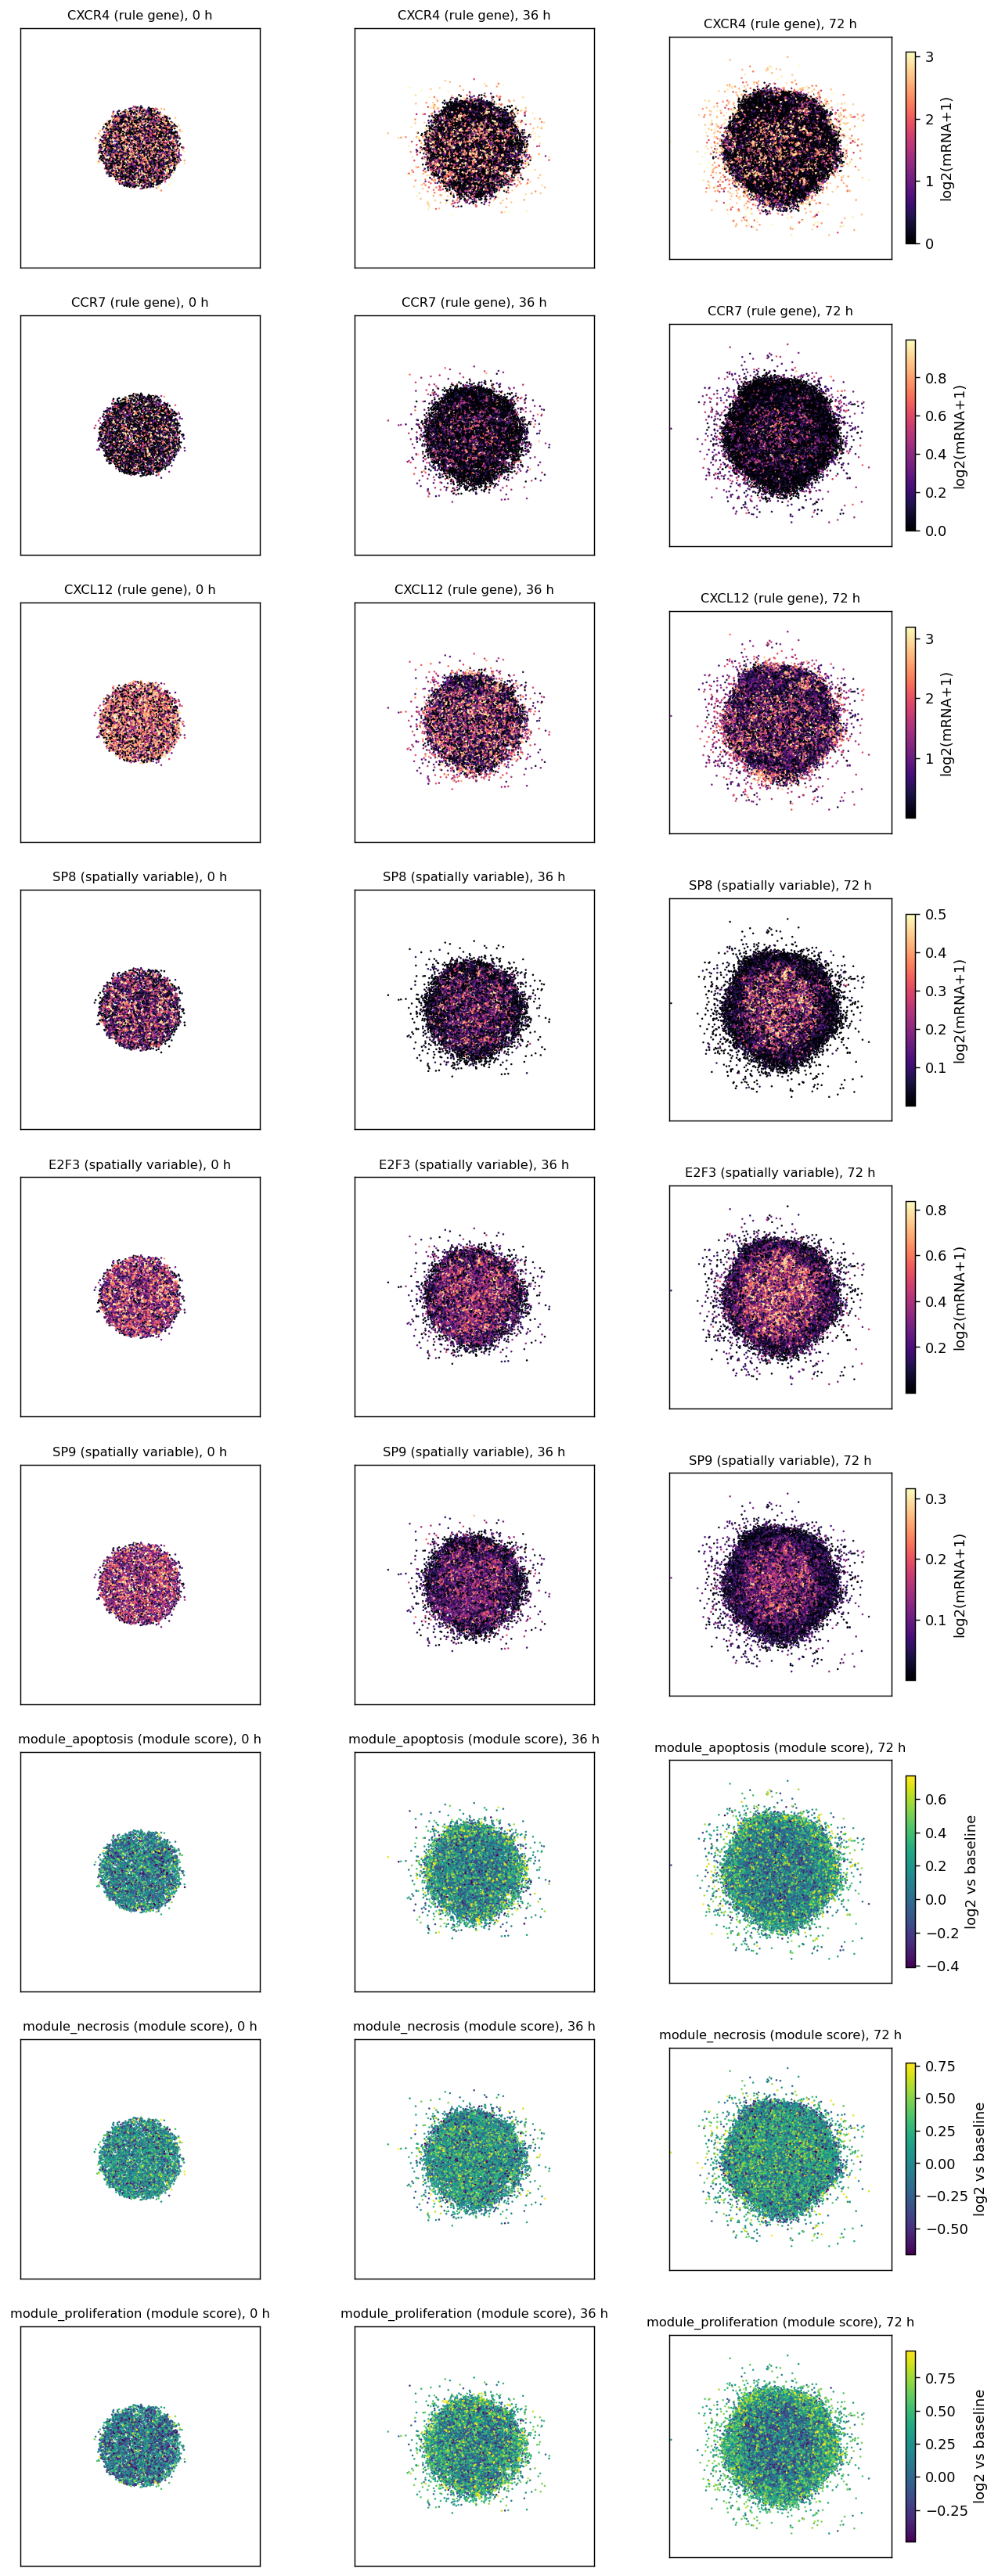 CXCR4 (rule gene), 0 h
CXCR4 (rule gene), 36 h
CXCR4 (rule gene), 72 h
3
2
1
0
log2(mRNA+1)
CCR7 (rule gene), 0 h
CCR7 (rule gene), 36 h
CCR7 (rule gene), 72 h
0.8
0.6
0.4
0.2
0.0
log2(mRNA+1)
CXCL12 (rule gene), 0 h
CXCL12 (rule gene), 36 h
CXCL12 (rule gene), 72 h
3
2
1
log2(mRNA+1)
SP8 (spatially variable), 0 h
SP8 (spatially variable), 36 h
SP8 (spatially variable), 72 h
0.5
0.4
0.3
0.2
0.1
log2(mRNA+1)
E2F3 (spatially variable), 0 h
E2F3 (spatially variable), 36 h
E2F3 (spatially variable), 72 h
0.8
0.6
0.4
0.2
log2(mRNA+1)
SP9 (spatially variable), 0 h
SP9 (spatially variable), 36 h
SP9 (spatially variable), 72 h
0.3
0.2
0.1
log2(mRNA+1)
module_apoptosis (module score), 0 h
module_apoptosis (module score), 36 h
module_apoptosis (module score), 72 h
0.6
0.4
0.2
0.0
−0.2
−0.4
log2 vs baseline
module_necrosis (module score), 0 h
module_necrosis (module score), 36 h
module_necrosis (module score), 72 h
0.75
0.50
0.25
0.00
−0.25
−0.50
log2 vs baseline
module_proliferation (module score), 0 h
module_proliferation (module score), 36 h
module_proliferation (module score), 72 h
0.75
0.50
0.25
0.00
−0.25
log2 vs baseline